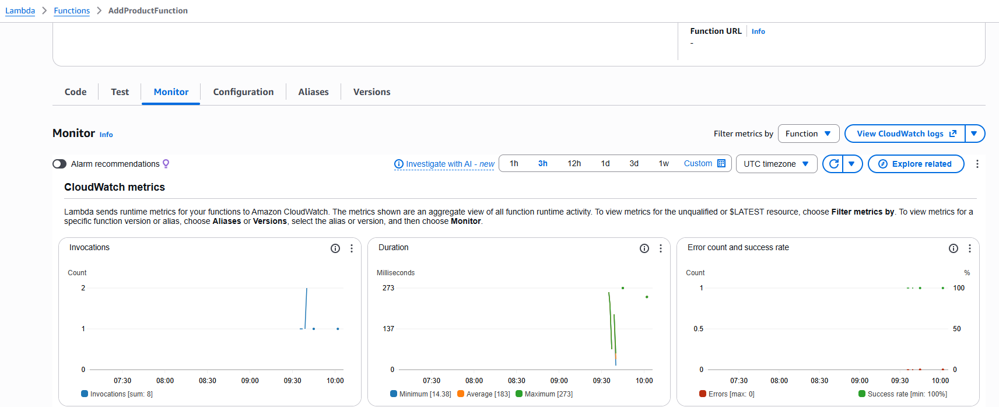 Lambda > Functions > AddProductFunction
Function URL Info
-
Code Test Monitor Configuration Aliases Versions
Monitor Info
Filter metrics by Function View CloudWatch logs
Alarm recommendations Investigate with AI - new 1h 3h 12h 1d 3d 1w Custom UTC timezone Explore related
CloudWatch metrics
Lambda sends runtime metrics for your functions to Amazon CloudWatch. The metrics shown are an aggregate view of all function runtime activity. To view metrics for the unqualified or $LATEST resource, choose Filter metrics by. To view metrics for a
specific function version or alias, choose Aliases or Versions, select the alias or version, and then choose Monitor.
Invocations
Count
2
1
0
07:30 08:00 08:30 09:00 09:30 10:00
Invocations [sum: 8]
Duration
Milliseconds
273
137
0
07:30 08:00 08:30 09:00 09:30 10:00
Minimum [14.38] Average [183] Maximum [273]
Error count and success rate
Count %
1 100
0.5 50
0 0
07:30 08:00 08:30 09:00 09:30 10:00
Errors [max: 0] Success rate [min: 100%]